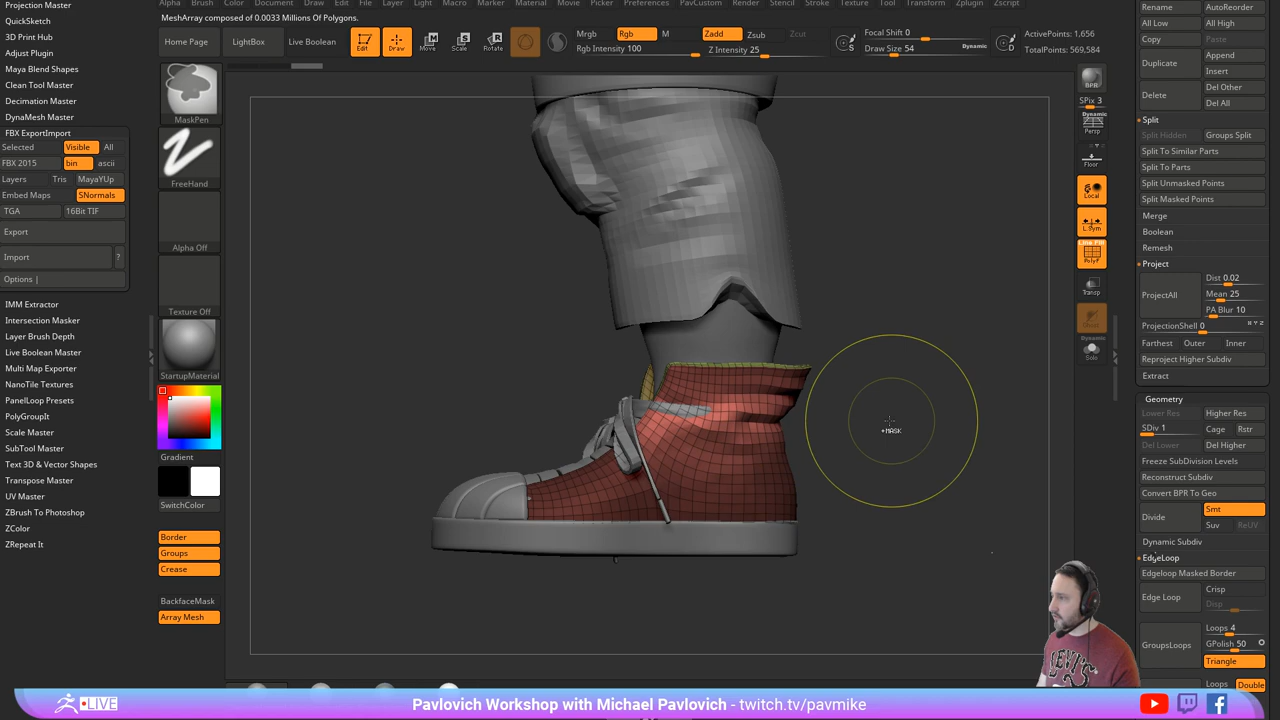 Alpha Brush Color Document Draw Edit File Layer Light Macro Marker Material Movie Picker Preferences PavCustom Render Stencil Stroke Texture Tool Transform Zplugin Zscript
MeshArray composed of 0.0033 Millions Of Polygons.
Projection Master
QuickSketch
3D Print Hub
Adjust Plugin
Maya Blend Shapes
Clean Tool Master
Decimation Master
DynaMesh Master
FBX ExportImport
Selected Visible All
FBX 2015 bin ascii
Layers Tris MayaYUp
Embed Maps SNormals
TGA 16Bit TIF
Export
Import ?
Options |
IMM Extractor
Intersection Masker
Layer Brush Depth
Live Boolean Master
Multi Map Exporter
NanoTile Textures
PanelLoop Presets
PolyGroupIt
Scale Master
SubTool Master
Text 3D & Vector Shapes
Transpose Master
UV Master
ZBrush To Photoshop
ZColor
ZRepeat It
Home Page LightBox Live Boolean
Edit Draw Move Scale Rotate
Mrgb Rgb M
Rgb Intensity 100
Zadd Zsub Zcut
Z Intensity 25
S
Focal Shift 0
Draw Size 54 Dynamic
D
ActivePoints: 1,656
TotalPoints: 569,584
MaskPen
FreeHand
Alpha Off
Texture Off
StartupMaterial
Gradient
SwitchColor
Border
Groups
Crease
BackfaceMask
Array Mesh
+MASK
BPR
SPix 3
Dynamic
Persp
Floor
Local
L.Sym
Line Fill
PolyF
Transp
Ghost
Dynamic
Solo
Rename AutoReorder
All Low All High
Copy Paste
Duplicate Append
Insert
Delete Del Other
Del All
Split
Split Hidden Groups Split
Split To Similar Parts
Split To Parts
Split Unmasked Points
Split Masked Points
Merge
Boolean
Remesh
Project
ProjectAll Dist 0.02
Mean 25
PA Blur 10
ProjectionShell 0 X Y Z
Farthest Outer Inner
Reproject Higher Subdiv
Extract
Geometry
Lower Res Higher Res
SDiv 1 Cage Rstr
Del Lower Del Higher
Freeze SubDivision Levels
Reconstruct Subdiv
Convert BPR To Geo
Divide Smt
Suv ReUV
Dynamic Subdiv
EdgeLoop
Edgeloop Masked Border
Edge Loop Crisp
Disp
GroupsLoops Loops 4
GPolish 50
Triangle
Loops Double
LEVI'S
LIVE
Pavlovich Workshop with Michael Pavlovich - twitch.tv/pavmike